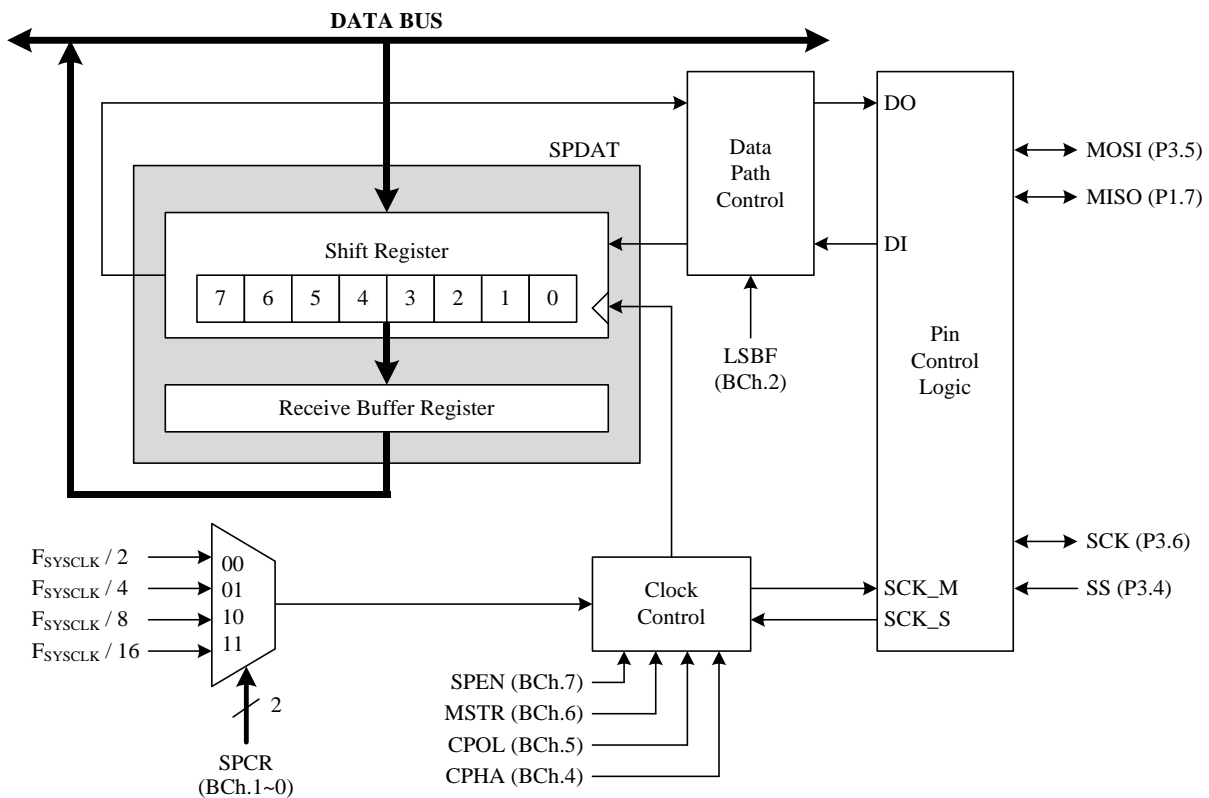 DATA BUS
SPDAT
Shift Register
7 6 5 4 3 2 1 0
Receive Buffer Register
Data
Path
Control
LSBF
(BCh.2)
DO
DI
Pin
Control
Logic
SCK_M
SCK_S
MOSI (P3.5)
MISO (P1.7)
SCK (P3.6)
SS (P3.4)
FSYSCLK / 2
FSYSCLK / 4
FSYSCLK / 8
FSYSCLK / 16
00
01
10
11
2
SPCR
(BCh.1~0)
Clock
Control
SPEN (BCh.7)
MSTR (BCh.6)
CPOL (BCh.5)
CPHA (BCh.4)